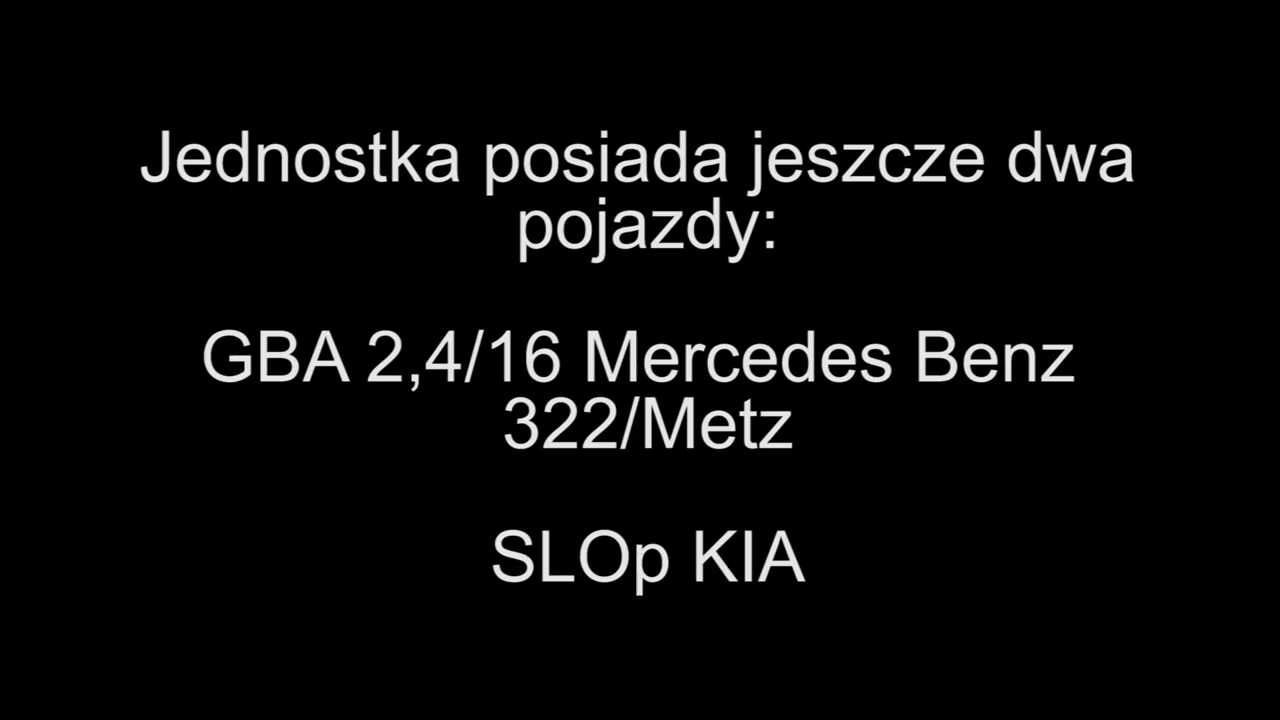 Jednostka posiada jeszcze dwa
pojazdy:
GBA 2,4/16 Mercedes Benz
322/Metz
SLOp KIA